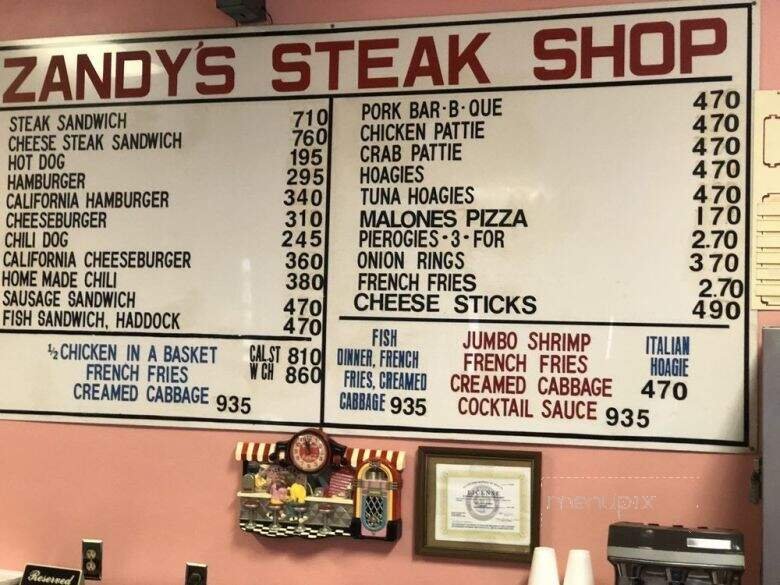 ZANDY'S STEAK SHOP
STEAK SANDWICH 710
CHEESE STEAK SANDWICH 760
HOT DOG 195
HAMBURGER 295
CALIFORNIA HAMBURGER 340
CHEESEBURGER 310
CHILI DOG 245
CALIFORNIA CHEESEBURGER 360
HOME MADE CHILI 380
SAUSAGE SANDWICH 470
FISH SANDWICH, HADDOCK 470
½ CHICKEN IN A BASKET
FRENCH FRIES
CREAMED CABBAGE 935
CAL ST 810
W CH 860
PORK BAR-B-QUE 470
CHICKEN PATTIE 470
CRAB PATTIE 470
HOAGIES 470
TUNA HOAGIES 470
MALONES PIZZA 170
PIEROGIES-3-FOR 2.70
ONION RINGS 370
FRENCH FRIES 2.70
CHEESE STICKS 490
FISH
DINNER, FRENCH
FRIES, CREAMED
CABBAGE 935
JUMBO SHRIMP
FRENCH FRIES
CREAMED CABBAGE
COCKTAIL SAUCE 935
ITALIAN
HOAGIE
470
LICENSE
menupix
Reserved